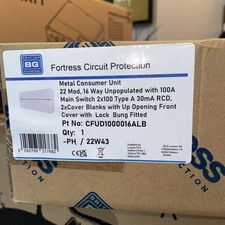 BG
Fortress Circuit Protection
Metal Consumer Unit
22 Mod, 16 Way Unpopulated with 100A
Main Switch 2x100 Type A 30mA RCD,
2xCover Blanks with Up Opening Front
Cover with Lock Bung Fitted
Pt No: CFUD1000016ALB
Qty: 1
-PH / 22W43